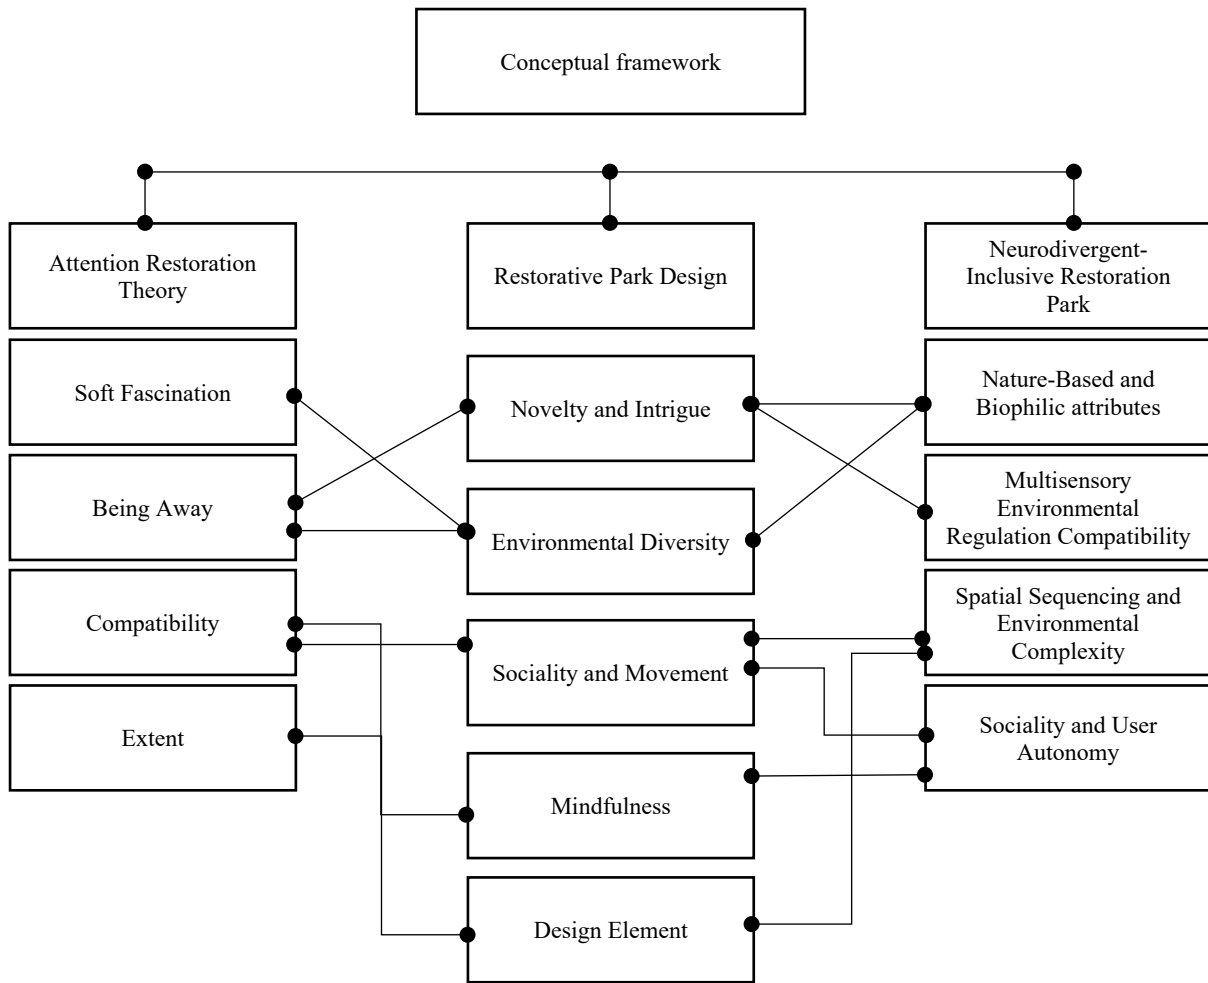 Conceptual framework
Attention Restoration
Theory
Restorative Park Design
Neurodivergent-
Inclusive Restoration
Park
Soft Fascination
Novelty and Intrigue
Nature-Based and
Biophilic attributes
Being Away
Environmental Diversity
Multisensory
Environmental
Regulation Compatibility
Compatibility
Sociality and Movement
Spatial Sequencing and
Environmental
Complexity
Extent
Mindfulness
Sociality and User
Autonomy
Design Element